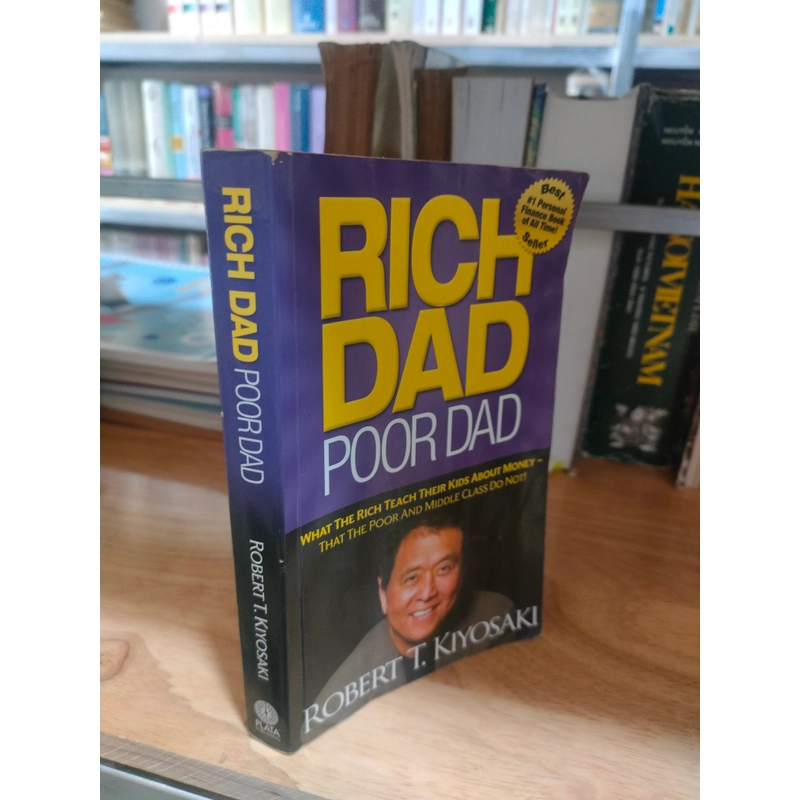 RICH DAD POOR DAD
ROBERT T. KIYOSAKI
PLATA
Best
#1 Personal
Finance Book
of All Time!
Seller
RICH
DAD
POOR DAD
WHAT THE RICH TEACH THEIR KIDS ABOUT MONEY –
THAT THE POOR AND MIDDLE CLASS DO NOT!
ROBERT T. KIYOSAKI